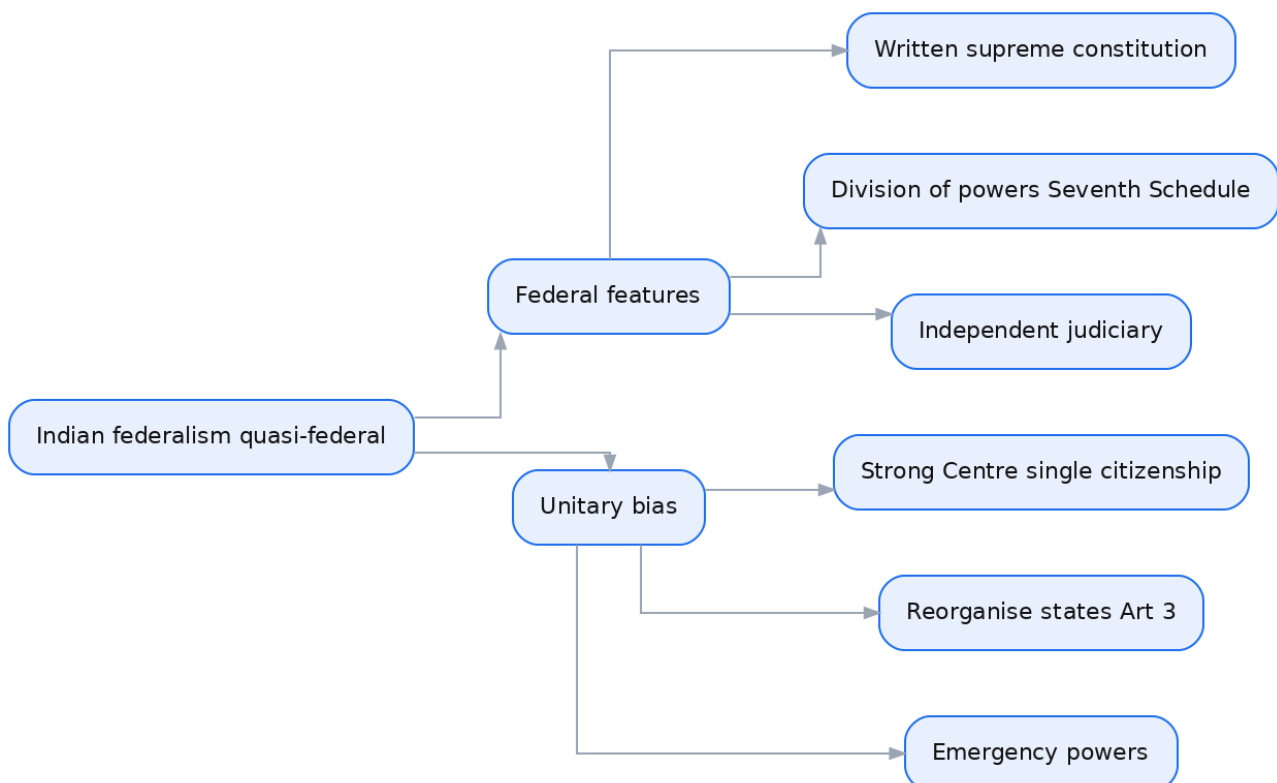 Written supreme constitution
Division of powers Seventh Schedule
Federal features
Independent judiciary
Indian federalism quasi-federal
Strong Centre single citizenship
Unitary bias
Reorganise states Art 3
Emergency powers